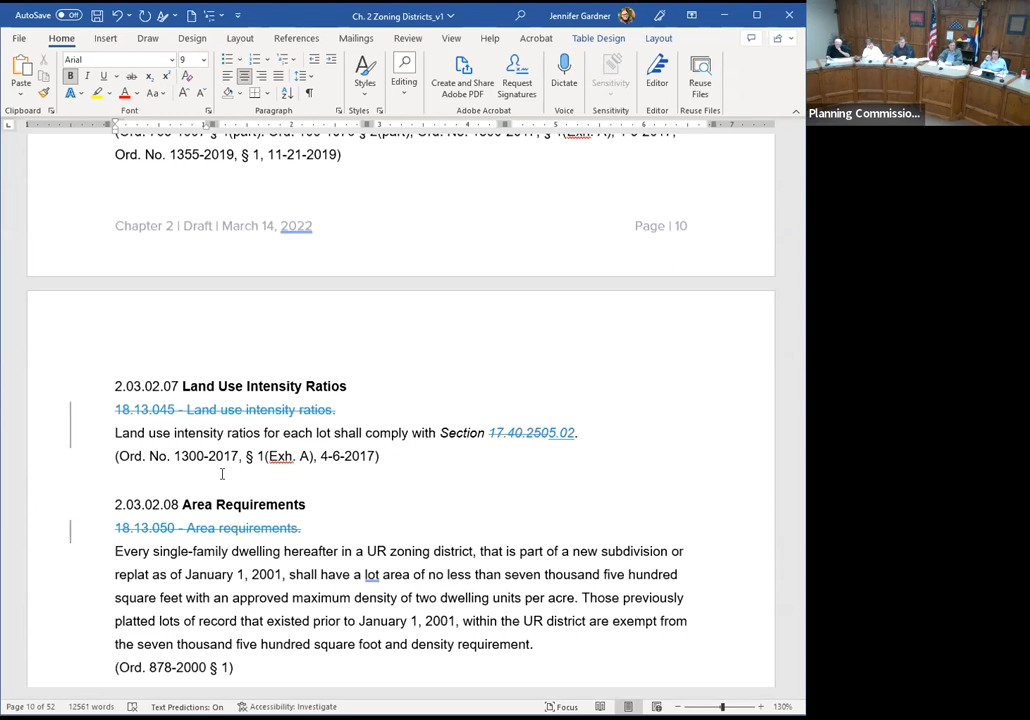 AutoSave Off Ch. 2 Zoning Districts_v1 Jennifer Gardner
File Home Insert Draw Design Layout References Mailings Review View Help Acrobat Table Design Layout
Paste Arial 9 Styles Editing Create and Share Adobe PDF Request Signatures Dictate Sensitivity Editor Reuse Files
Clipboard Font Paragraph Styles Adobe Acrobat Voice Sensitivity Editor Reuse Files
Ord. No. 1355-2019, § 1, 11-21-2019)
Chapter 2 | Draft | March 14, 2022 Page | 10
2.03.02.07 Land Use Intensity Ratios
18.13.045 - Land use intensity ratios.
Land use intensity ratios for each lot shall comply with Section 17.40.2505.02.
(Ord. No. 1300-2017, § 1(Exh. A), 4-6-2017)
2.03.02.08 Area Requirements
18.13.050 - Area requirements.
Every single-family dwelling hereafter in a UR zoning district, that is part of a new subdivision or
replat as of January 1, 2001, shall have a lot area of no less than seven thousand five hundred
square feet with an approved maximum density of two dwelling units per acre. Those previously
platted lots of record that existed prior to January 1, 2001, within the UR district are exempt from
the seven thousand five hundred square foot and density requirement.
(Ord. 878-2000 § 1)
Page 10 of 52 12561 words Text Predictions: On Accessibility: Investigate Focus 130%
Planning Commissio...